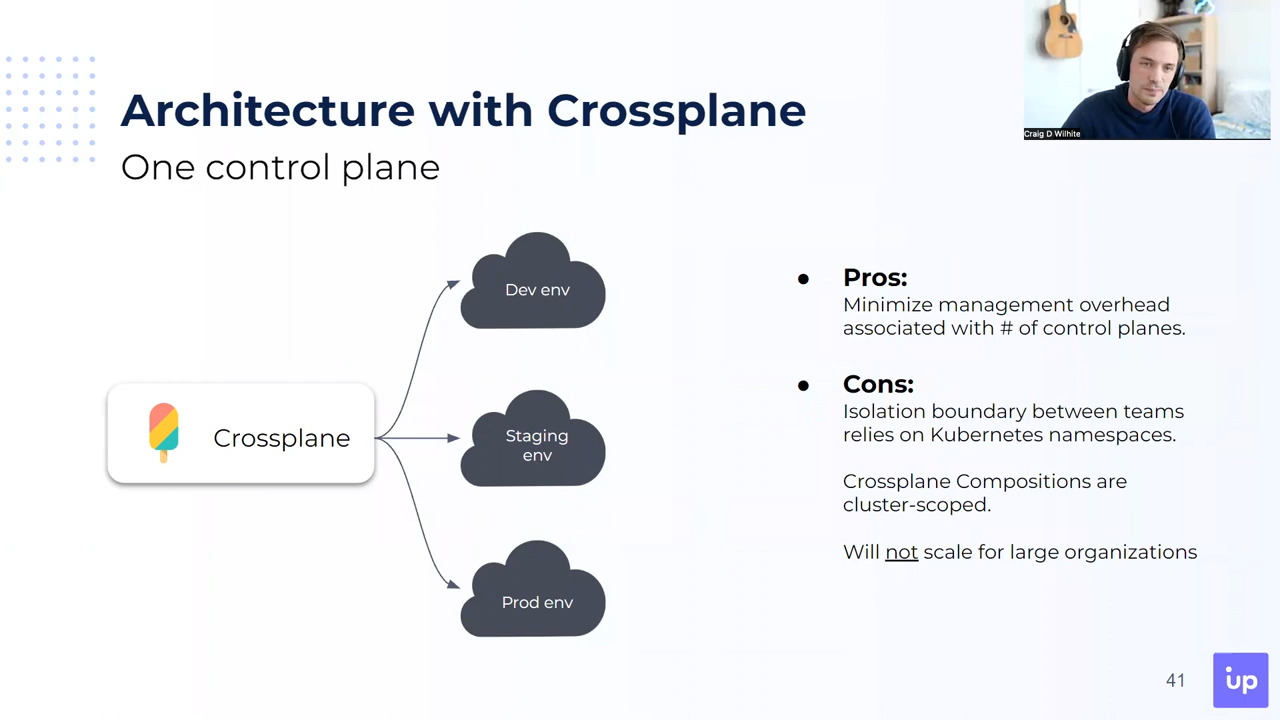 Architecture with Crossplane
One control plane
Craig D Wilhite
Dev env
Crossplane
Staging
env
Prod env
● Pros:
Minimize management overhead
associated with # of control planes.
● Cons:
Isolation boundary between teams
relies on Kubernetes namespaces.
Crossplane Compositions are
cluster-scoped.
Will not scale for large organizations
41
up